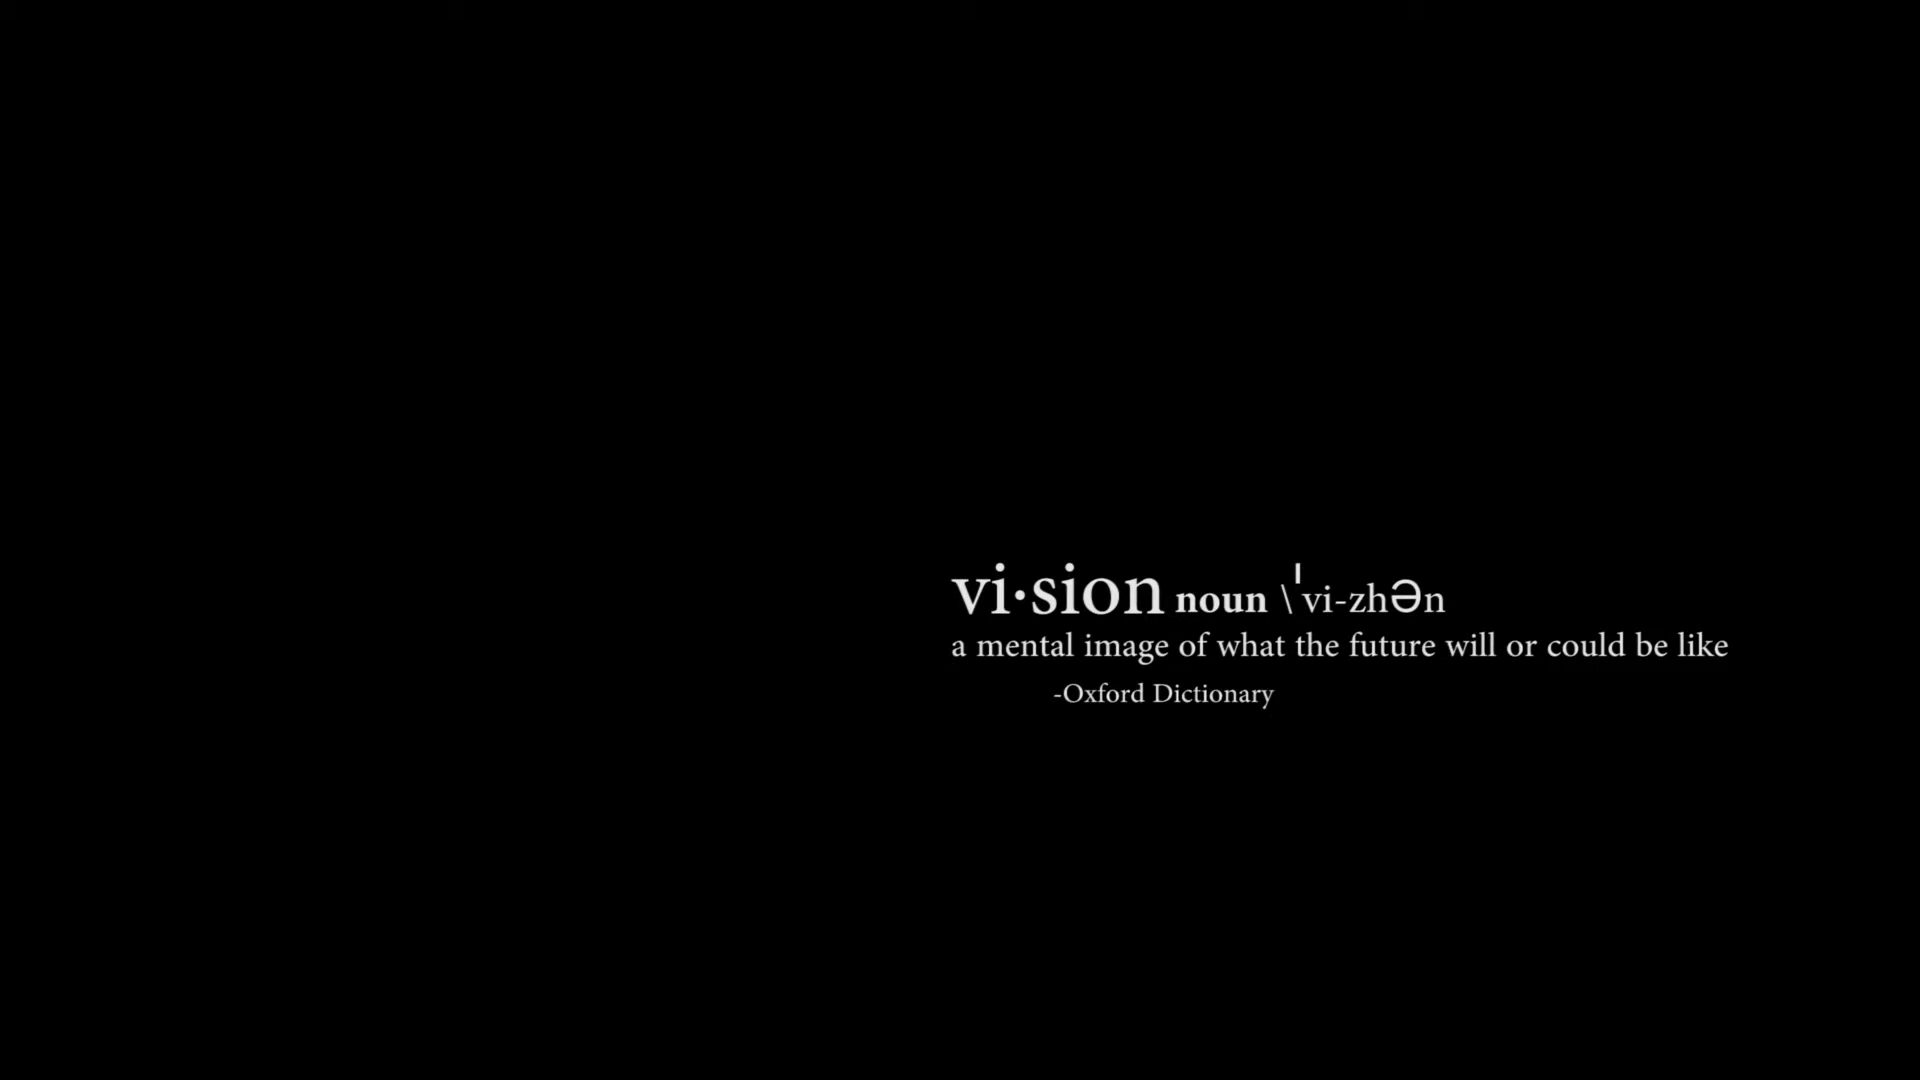 vi·sion noun \ˈvi-zhən
a mental image of what the future will or could be like
-Oxford Dictionary